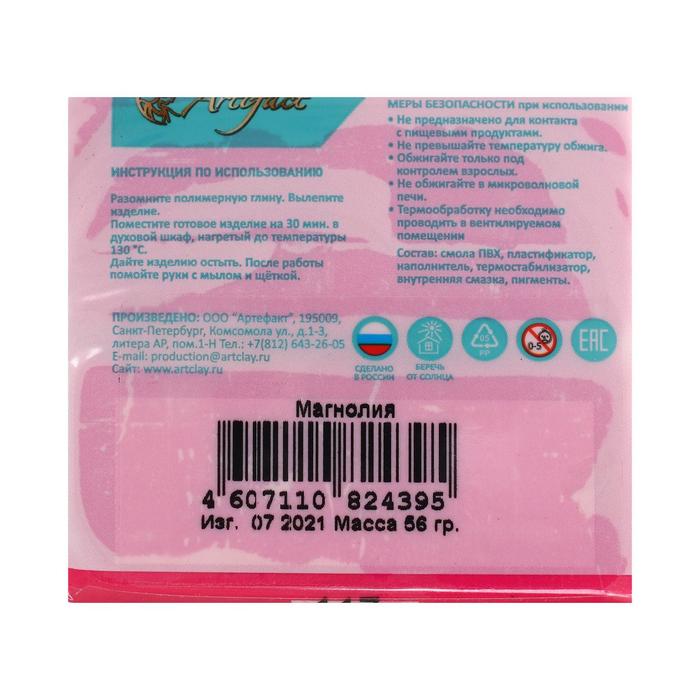 Artefact
ИНСТРУКЦИЯ ПО ИСПОЛЬЗОВАНИЮ
Разомните полимерную глину. Вылепите
изделие.
Поместите готовое изделие на 30 мин. в
духовой шкаф, нагретый до температуры
130 °С.
Дайте изделию остыть. После работы
помойте руки с мылом и щёткой.
МЕРЫ БЕЗОПАСНОСТИ при использовании
• Не предназначено для контакта
с пищевыми продуктами.
• Не превышайте температуру обжига.
• Обжигайте только под
контролем взрослых.
• Не обжигайте в микроволновой
печи.
• Термообработку необходимо
проводить в вентилируемом
помещении
Состав: смола ПВХ, пластификатор,
наполнитель, термостабилизатор,
внутренняя смазка, пигменты.
ПРОИЗВЕДЕНО: ООО "Артефакт", 195009,
Санкт-Петербург, Комсомола ул., д.1-3,
литера АР, пом.1-Н Тел.: +7(812) 643-26-05
E-mail: production@artclay.ru
Сайт: www.artclay.ru
СДЕЛАНО
В РОССИИ
БЕРЕЧЬ
ОТ СОЛНЦА
05
PP
0-5
ЕАС
Магнолия
4 607110 824395
Изг. 07 2021 Масса 56 гр.